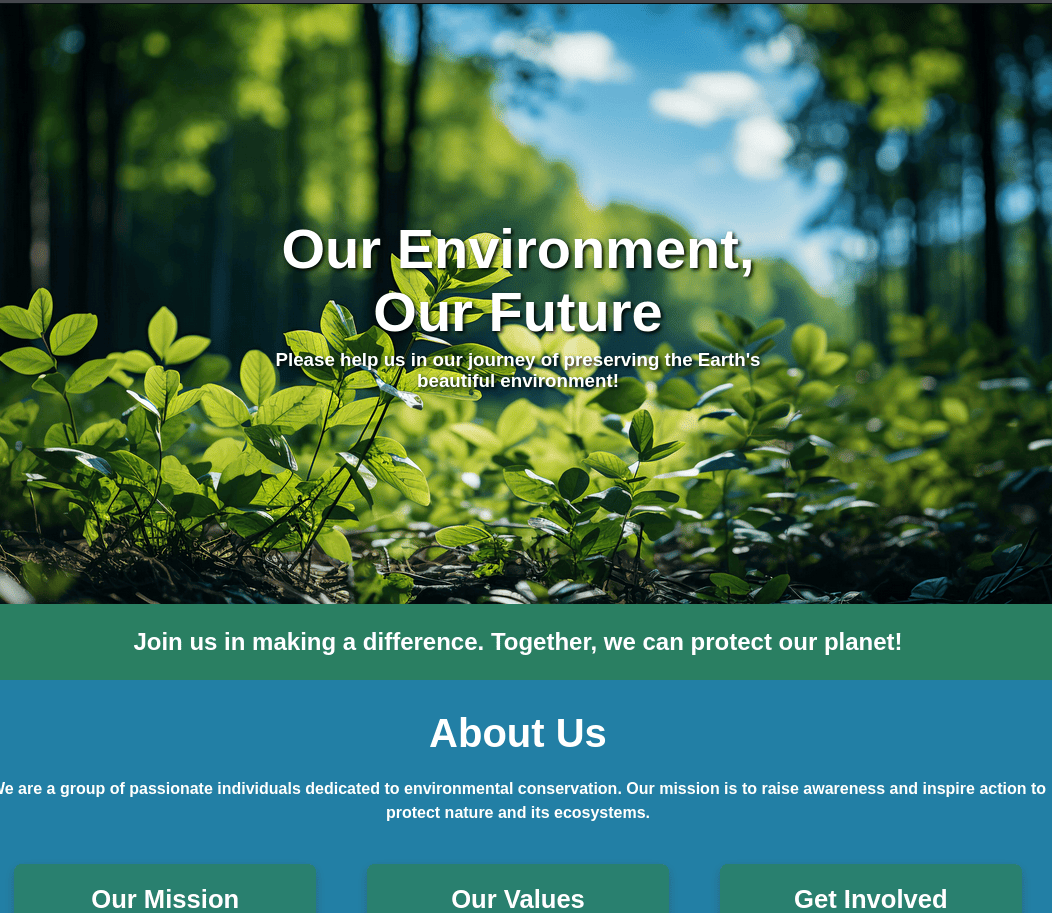 Our Environment,
Our Future
Please help us in our journey of preserving the Earth's
beautiful environment!
Join us in making a difference. Together, we can protect our planet!
About Us
We are a group of passionate individuals dedicated to environmental conservation. Our mission is to raise awareness and inspire action to
protect nature and its ecosystems.
Our Mission
Our Values
Get Involved